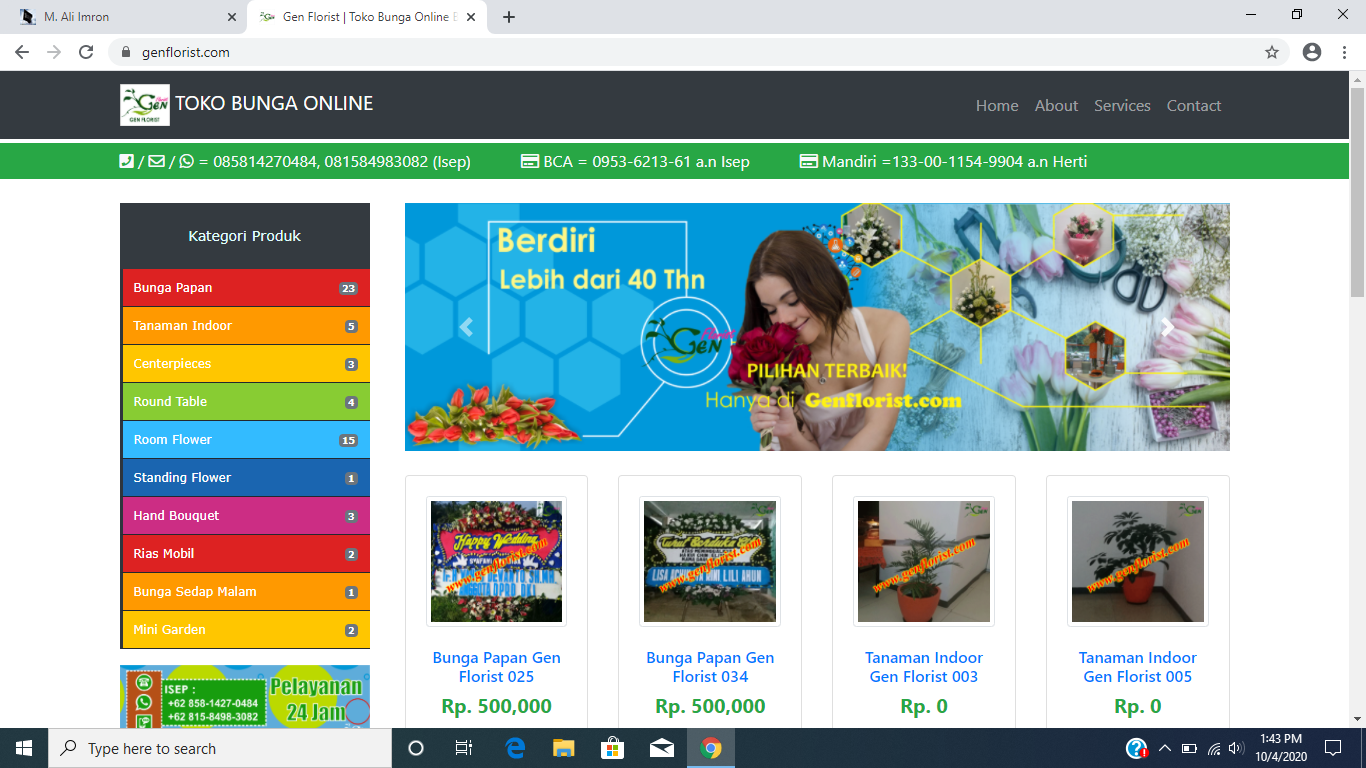 M. Ali Imron
Gen Florist | Toko Bunga Online
genflorist.com
Gen Florist
GEN FLORIST
TOKO BUNGA ONLINE
Home About Services Contact
/ / = 085814270484, 081584983082 (Isep) BCA = 0953-6213-61 a.n Isep Mandiri =133-00-1154-9904 a.n Herti
Kategori Produk
Bunga Papan 23
Tanaman Indoor 5
Centerpieces 3
Round Table 4
Room Flower 15
Standing Flower 1
Hand Bouquet 3
Rias Mobil 2
Bunga Sedap Malam 1
Mini Garden 2
ISEP :
+62 858-1427-0484
+62 815-8498-3082
Pelayanan
24 Jam
Berdiri
Lebih dari 40 Thn
Gen Florist
PILIHAN TERBAIK!
Hanya di Genflorist.com
Happy Wedding
www.genflorist.com
ANGGOTA DPRD DKI
Turut Berduka
www.genflorist.com
LILI AHUN
www.genflorist.com
www.genflorist.com
Bunga Papan Gen
Florist 025
Rp. 500,000
Bunga Papan Gen
Florist 034
Rp. 500,000
Tanaman Indoor
Gen Florist 003
Rp. 0
Tanaman Indoor
Gen Florist 005
Rp. 0
Type here to search
1:43 PM
10/4/2020